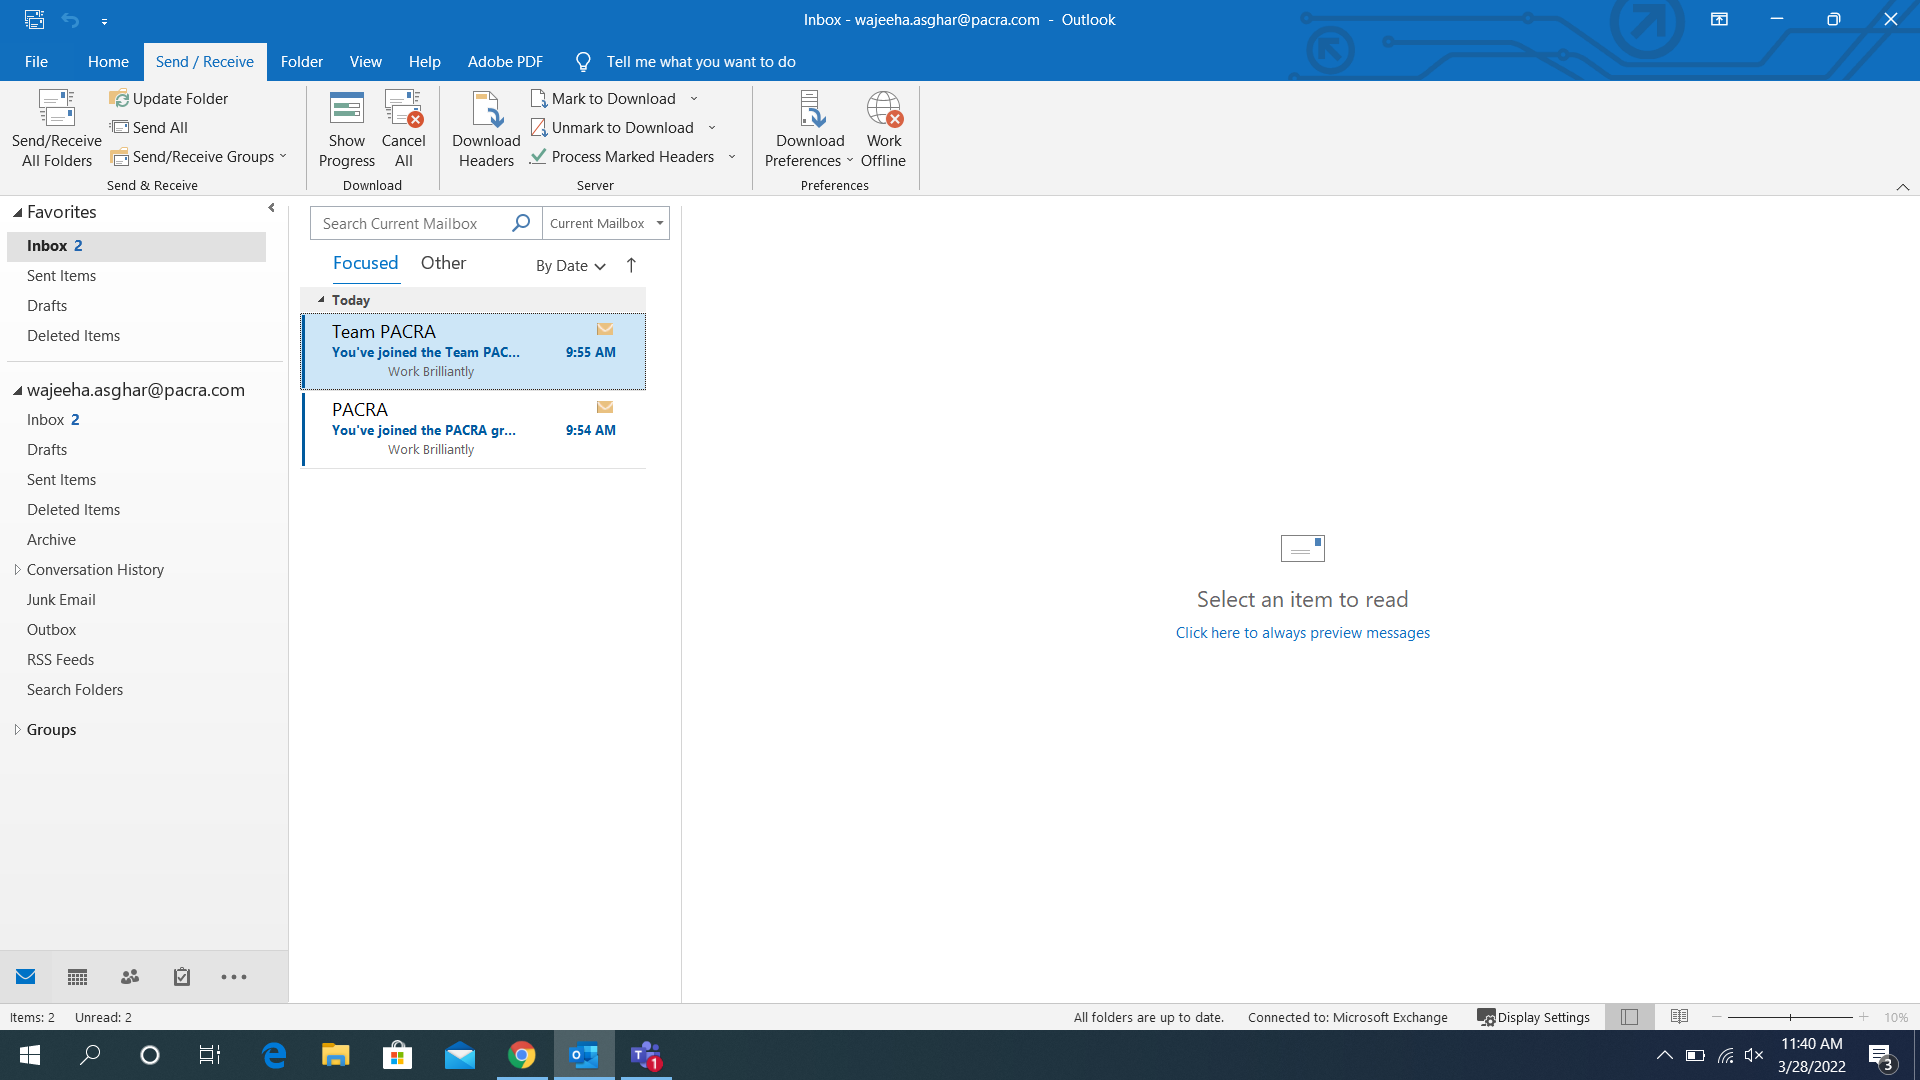 Inbox - wajeeha.asghar@pacra.com - Outlook
File Home Send / Receive Folder View Help Adobe PDF Tell me what you want to do
Send/Receive All Folders
Update Folder
Send All
Send/Receive Groups
Send & Receive
Show Progress
Cancel All
Download
Download Headers
Mark to Download
Unmark to Download
Process Marked Headers
Server
Download Preferences
Work Offline
Preferences
Favorites
Inbox 2
Sent Items
Drafts
Deleted Items
wajeeha.asghar@pacra.com
Inbox 2
Drafts
Sent Items
Deleted Items
Archive
Conversation History
Junk Email
Outbox
RSS Feeds
Search Folders
Groups
Search Current Mailbox Current Mailbox
Focused Other By Date
Today
Team PACRA
You've joined the Team PAC... 9:55 AM
Work Brilliantly
PACRA
You've joined the PACRA gr... 9:54 AM
Work Brilliantly
Select an item to read
Click here to always preview messages
Items: 2 Unread: 2 All folders are up to date. Connected to: Microsoft Exchange Display Settings 10%
T 1
11:40 AM
3/28/2022
3